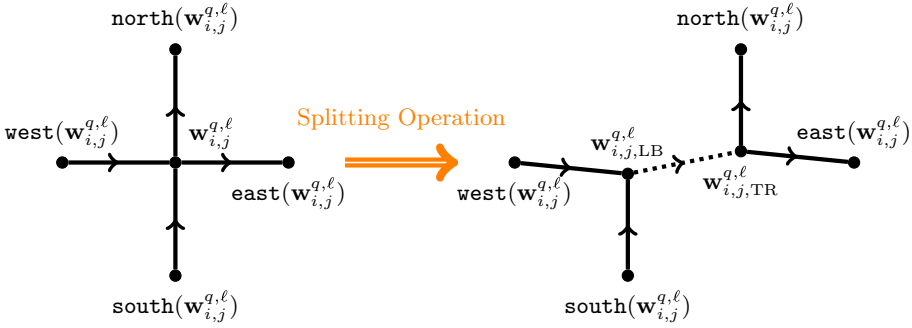 north(w_{i,j}^{q,ℓ})
west(w_{i,j}^{q,ℓ})
w_{i,j}^{q,ℓ}
east(w_{i,j}^{q,ℓ})
south(w_{i,j}^{q,ℓ})
Splitting Operation
north(w_{i,j}^{q,ℓ})
w_{i,j,LB}^{q,ℓ}
east(w_{i,j}^{q,ℓ})
west(w_{i,j}^{q,ℓ})
w_{i,j,TR}^{q,ℓ}
south(w_{i,j}^{q,ℓ})